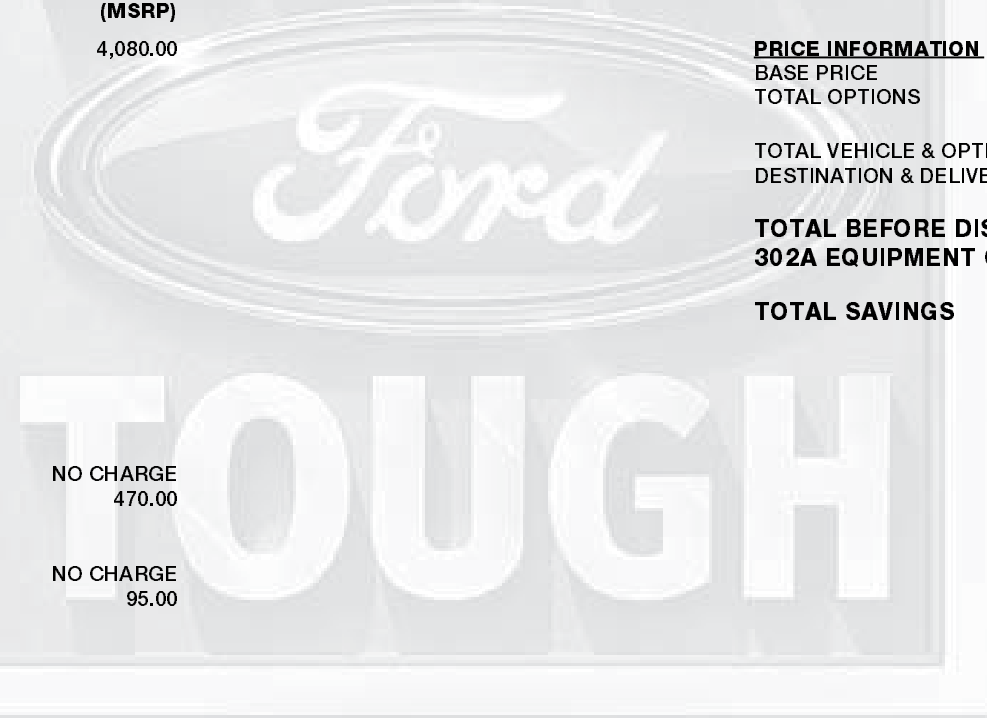 (MSRP)
4,080.00
NO CHARGE
470.00
NO CHARGE
95.00
Ford
TOUGH
PRICE INFORMATION
BASE PRICE
TOTAL OPTIONS
TOTAL VEHICLE & OPTI
DESTINATION & DELIVE
TOTAL BEFORE DIS
302A EQUIPMENT
TOTAL SAVINGS